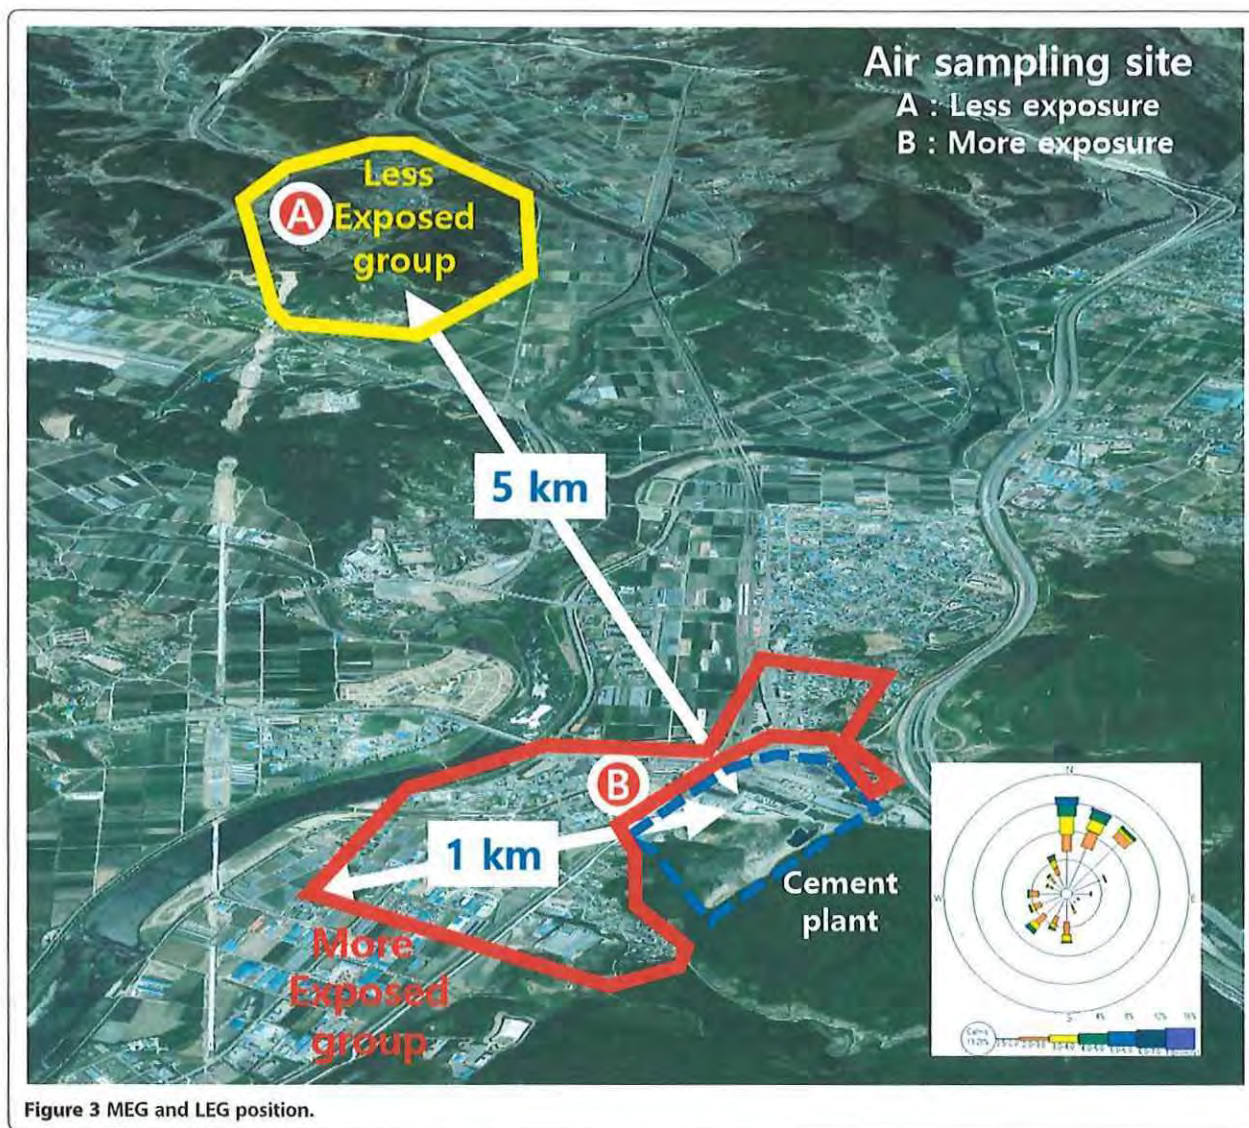 Air sampling site
A : Less exposure
B : More exposure
Less
A Exposed
group
5 km
B
1 km
Cement
plant
More
Exposed
group
N
W
E
S
Figure 3 MEG and LEG position.